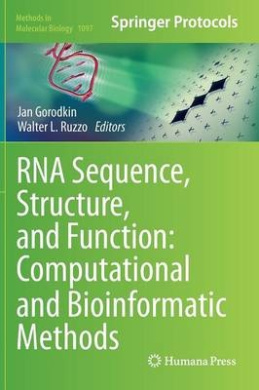 Methods in
Molecular Biology 1097
Springer Protocols
Jan Gorodkin
Walter L. Ruzzo Editors
RNA Sequence,
Structure,
and Function:
Computational
and Bioinformatic
Methods
Humana Press